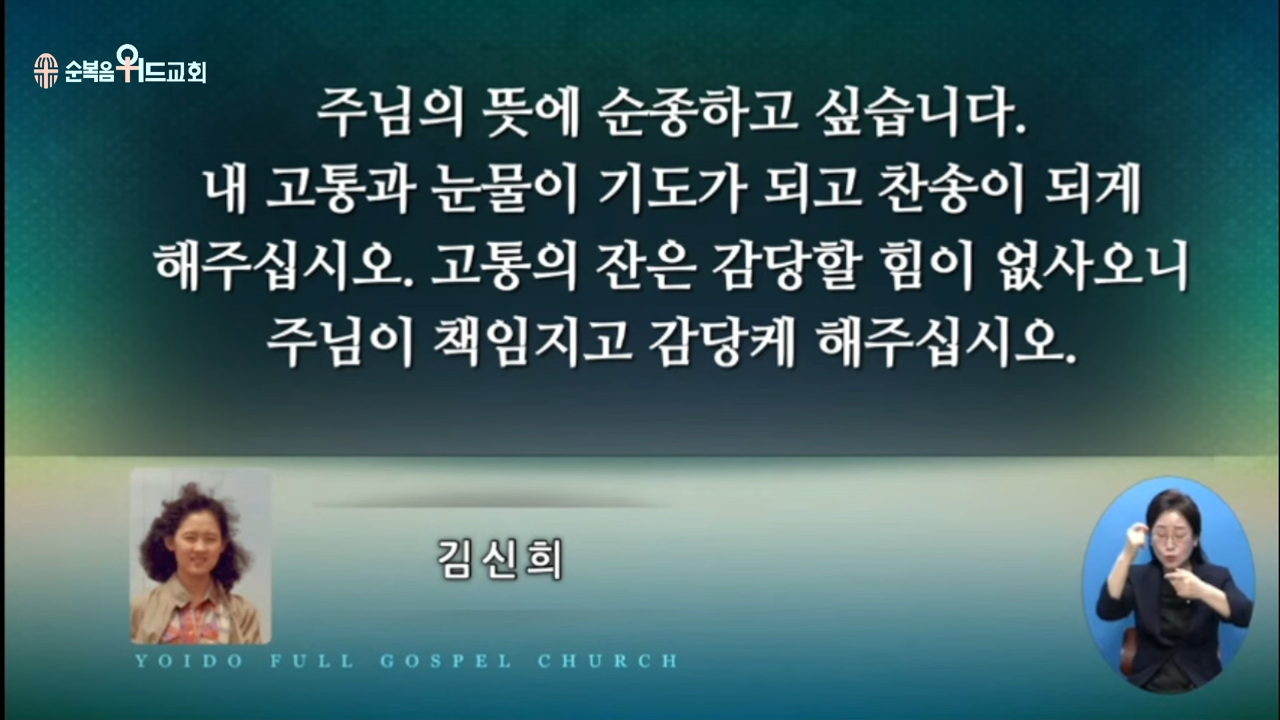 순복음워드교회
주님의 뜻에 순종하고 싶습니다.
내 고통과 눈물이 기도가 되고 찬송이 되게
해주십시오. 고통의 잔은 감당할 힘이 없사오니
주님이 책임지고 감당케 해주십시오.
김신희
YOIDO FULL GOSPEL CHURCH